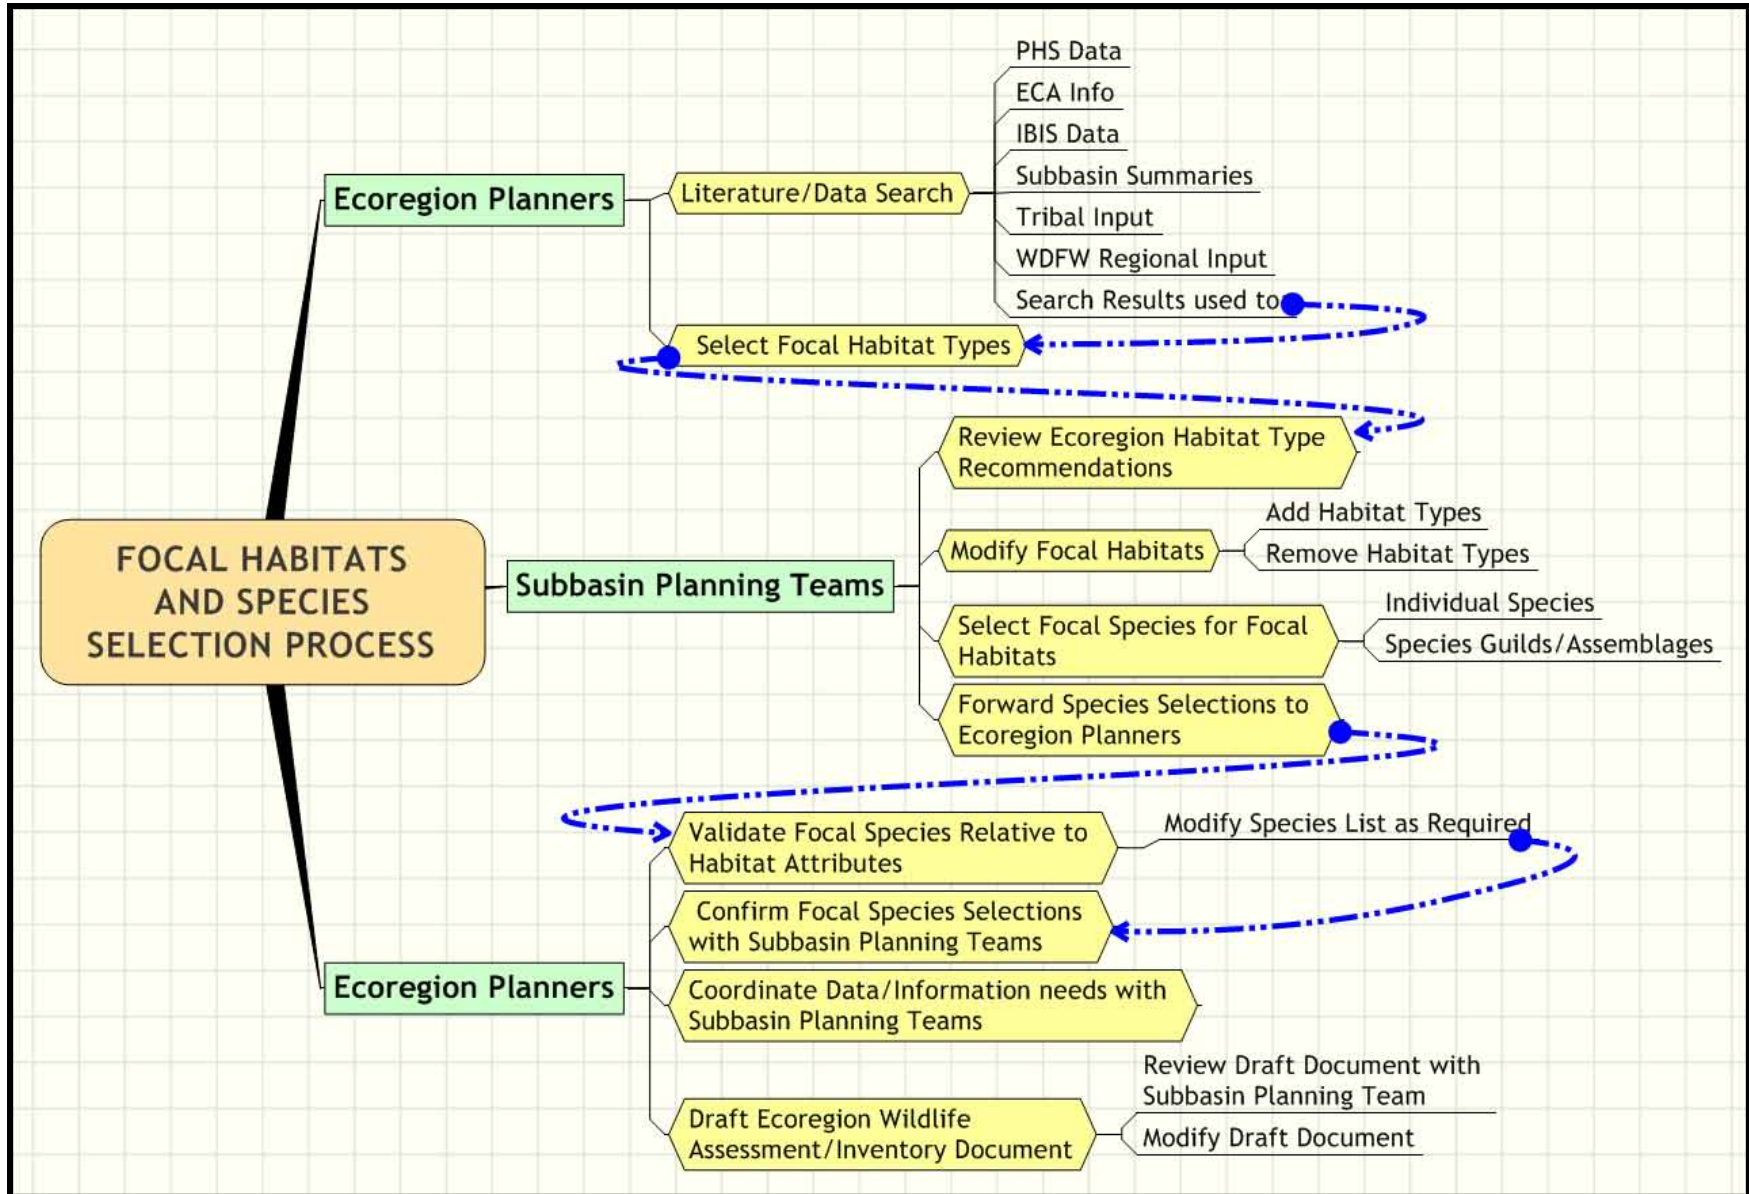 PHS Data
ECA Info
IBIS Data
Subbasin Summaries
Tribal Input
WDFW Regional Input
Search Results used to
Ecoregion Planners
Literature/Data Search
Select Focal Habitat Types
Review Ecoregion Habitat Type
Recommendations
Modify Focal Habitats
Add Habitat Types
Remove Habitat Types
FOCAL HABITATS
AND SPECIES
SELECTION PROCESS
Subbasin Planning Teams
Select Focal Species for Focal
Habitats
Individual Species
Species Guilds/Assemblages
Forward Species Selections to
Ecoregion Planners
Validate Focal Species Relative to
Habitat Attributes
Modify Species List as Required
Confirm Focal Species Selections
with Subbasin Planning Teams
Ecoregion Planners
Coordinate Data/Information needs with
Subbasin Planning Teams
Draft Ecoregion Wildlife
Assessment/Inventory Document
Review Draft Document with
Subbasin Planning Team
Modify Draft Document